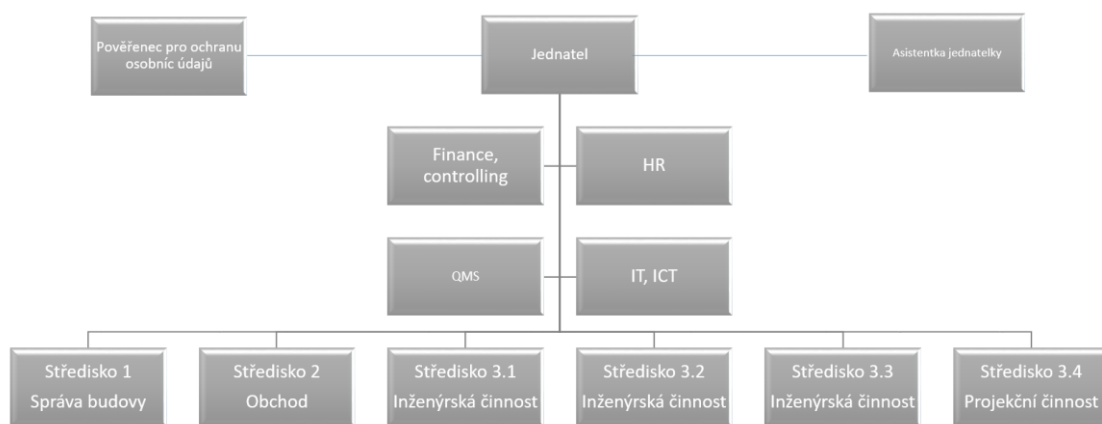 Pověřenec pro ochranu
osobníc údajů
Jednatel
Asistentka jednatelky
Finance,
controlling
HR
QMS
IT, ICT
Středisko 1
Správa budovy
Středisko 2
Obchod
Středisko 3.1
Inženýrská činnost
Středisko 3.2
Inženýrská činnost
Středisko 3.3
Inženýrská činnost
Středisko 3.4
Projekční činnost